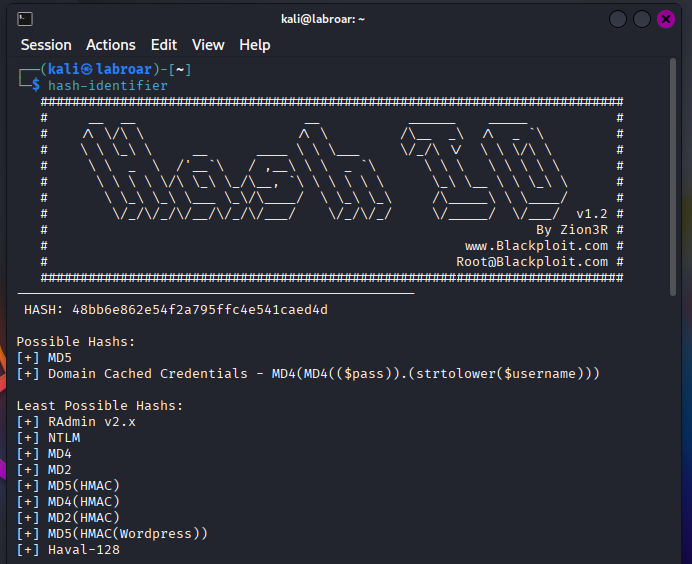 kali@labroar: ~
Session Actions Edit View Help
┌──(kali㉿labroar)-[~]
└─$ hash-identifier
#########################################################################
v1.2 #
# By Zion3R #
# www.Blackploit.com #
# Root@Blackploit.com #
#########################################################################
--------------------------------------------------
HASH: 48bb6e862e54f2a795ffc4e541caed4d

Possible Hashs:
[+] MD5
[+] Domain Cached Credentials - MD4(MD4(($pass)).(strtolower($username)))

Least Possible Hashs:
[+] RAdmin v2.x
[+] NTLM
[+] MD4
[+] MD2
[+] MD5(HMAC)
[+] MD4(HMAC)
[+] MD2(HMAC)
[+] MD5(HMAC(Wordpress))
[+] Haval-128